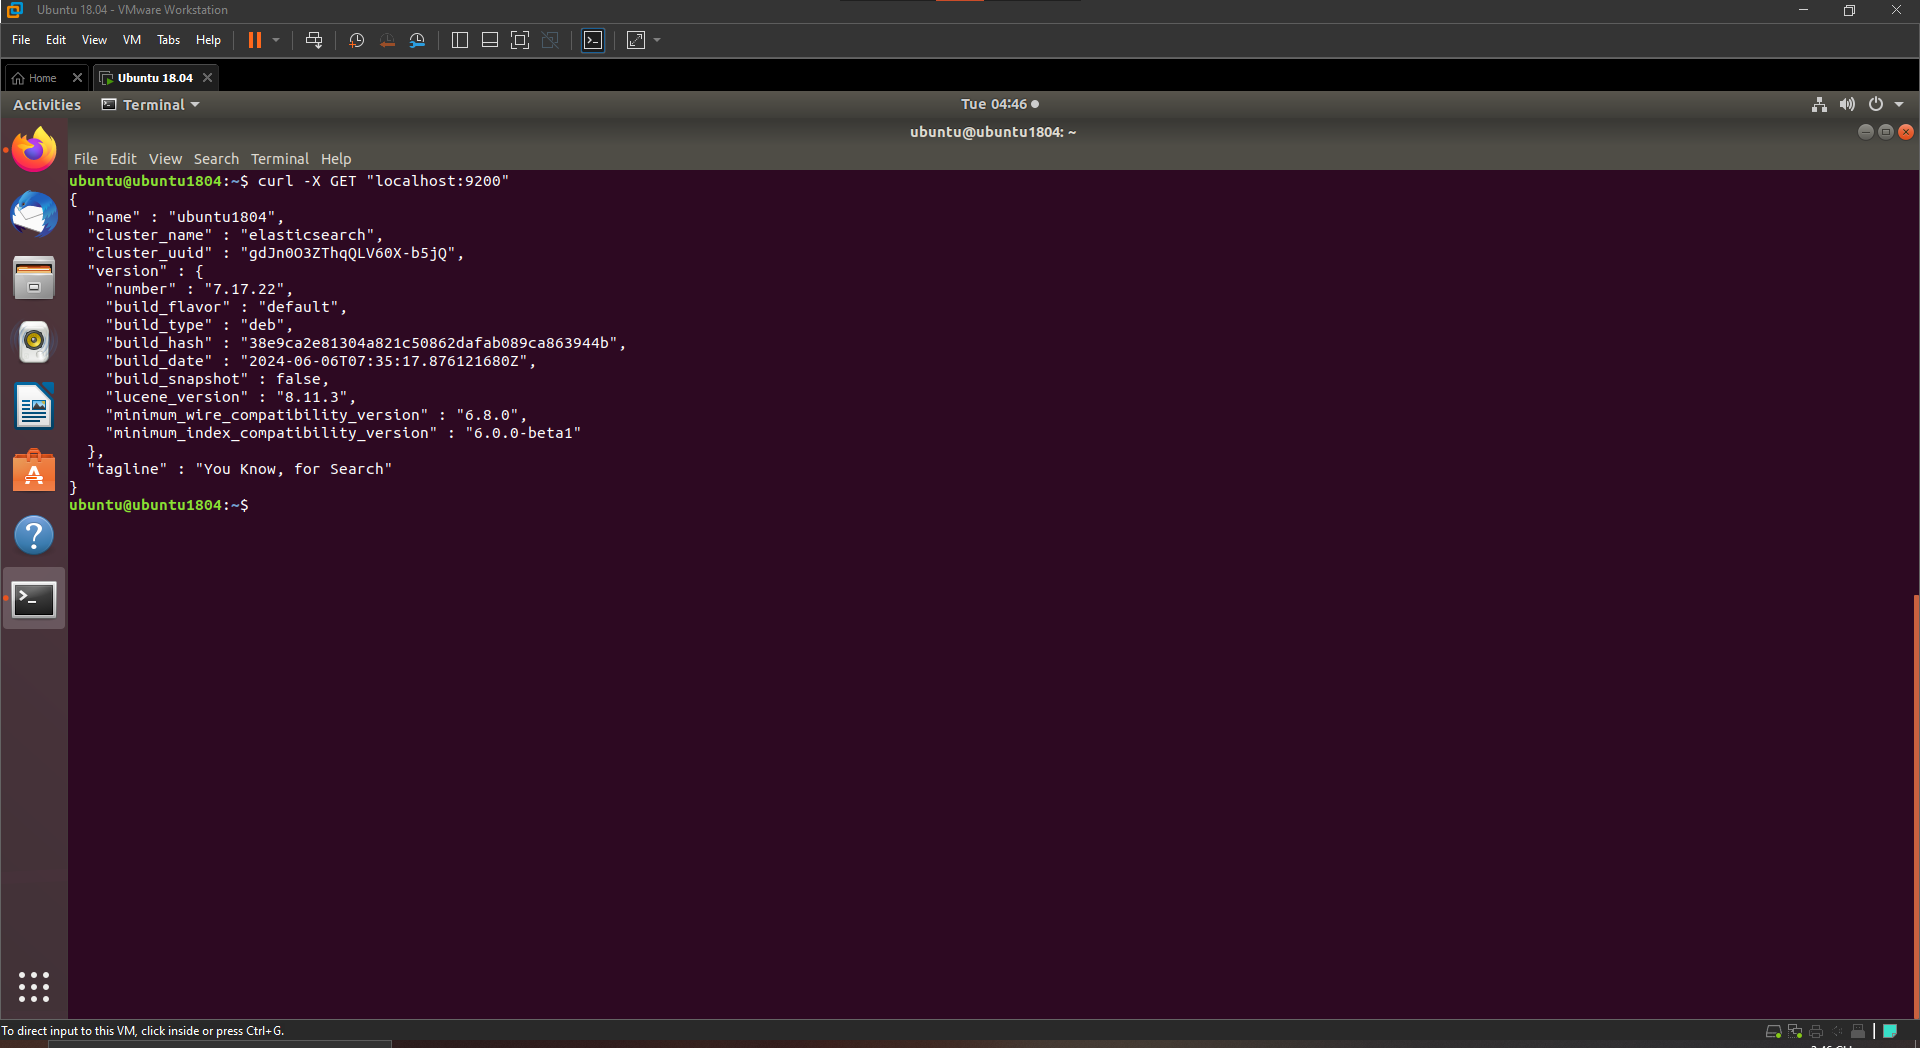 Ubuntu 18.04 - VMware Workstation
File Edit View VM Tabs Help
Home Ubuntu 18.04
Activities Terminal Tue 04:46
ubuntu@ubuntu1804: ~
File Edit View Search Terminal Help
ubuntu@ubuntu1804:~$ curl -X GET "localhost:9200"
{
  "name" : "ubuntu1804",
  "cluster_name" : "elasticsearch",
  "cluster_uuid" : "gdJn0O3ZThqQLV60X-b5jQ",
  "version" : {
    "number" : "7.17.22",
    "build_flavor" : "default",
    "build_type" : "deb",
    "build_hash" : "38e9ca2e81304a821c50862dafab089ca863944b",
    "build_date" : "2024-06-06T07:35:17.876121680Z",
    "build_snapshot" : false,
    "lucene_version" : "8.11.3",
    "minimum_wire_compatibility_version" : "6.8.0",
    "minimum_index_compatibility_version" : "6.0.0-beta1"
  },
  "tagline" : "You Know, for Search"
}
ubuntu@ubuntu1804:~$
To direct input to this VM, click inside or press Ctrl+G.